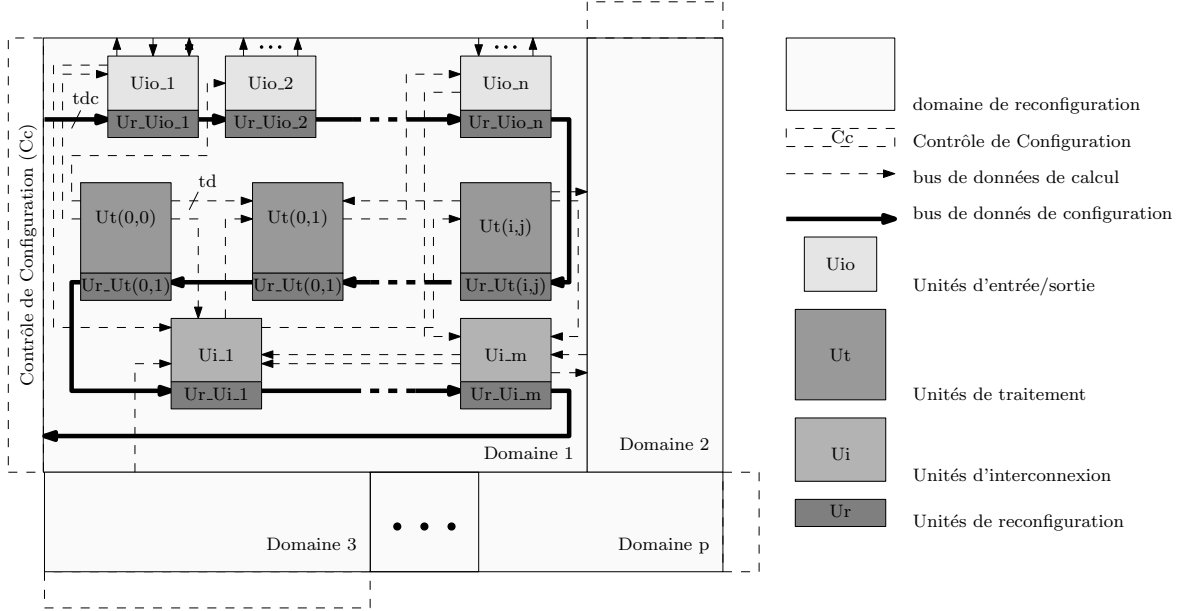 Contrôle de Configuration (Cc)
tdc
Uio_1
Uio_2
Uio_n
Ur_Uio_1
Ur_Uio_2
Ur_Uio_n
td
Ut(0,0)
Ut(0,1)
Ut(i,j)
Ur_Ut(0,1)
Ur_Ut(0,1)
Ur_Ut(i,j)
Ui_1
Ui_m
Ur_Ui_1
Ur_Ui_m
Domaine 1
Domaine 2
Domaine 3
Domaine p
domaine de reconfiguration
Cc
Contrôle de Configuration
bus de données de calcul
bus de donnés de configuration
Uio
Unités d'entrée/sortie
Ut
Unités de traitement
Ui
Unités d'interconnexion
Ur
Unités de reconfiguration